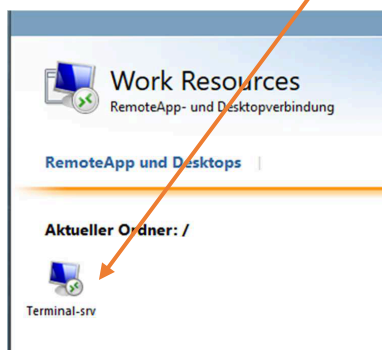 Work Resources
RemoteApp- und Desktopverbindung
RemoteApp und Desktops
Aktueller Ordner: /
Terminal-srv